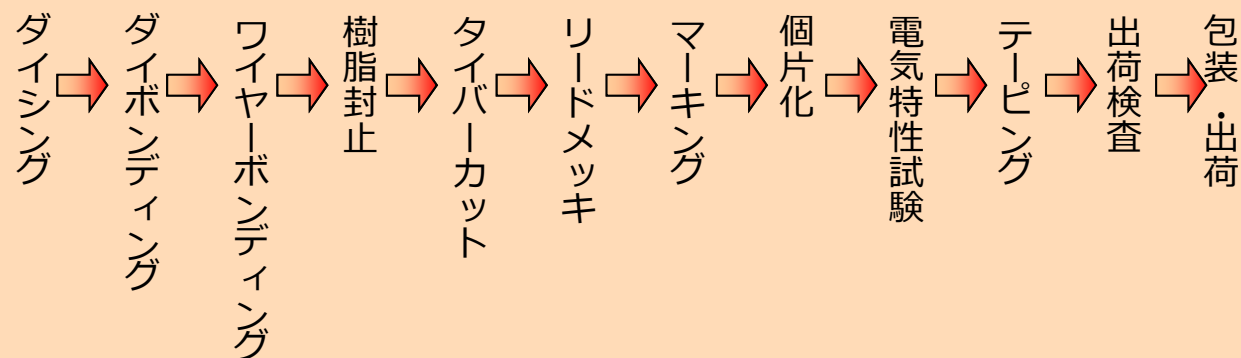 ダイシング
ダイボンディング
ワイヤーボンディング
樹脂封止
タイバーカット
リードメッキ
マーキング
個片化
電気特性試験
テーピング
出荷検査
包装・出荷